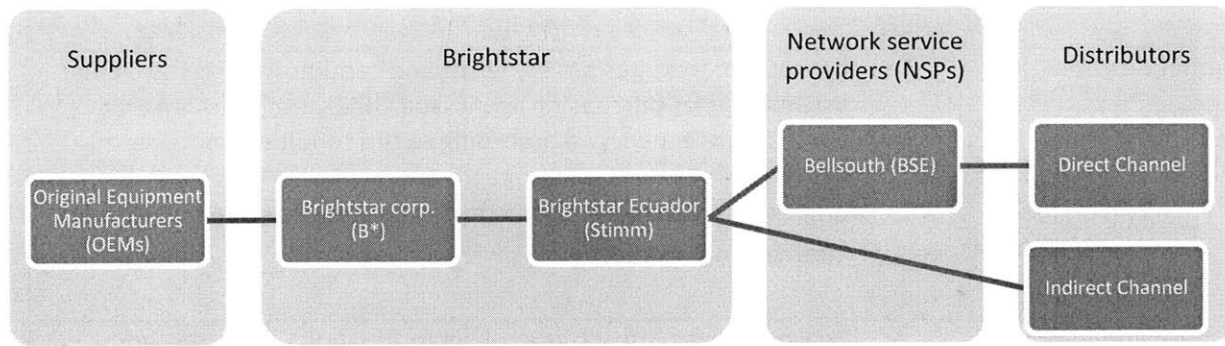 Suppliers
Brightstar
Network service
providers (NSPs)
Distributors
Original Equipment
Manufacturers
(OEMs)
Brightstar corp.
(B*)
Brightstar Ecuador
(Stimm)
Bellsouth (BSE)
Direct Channel
Indirect Channel